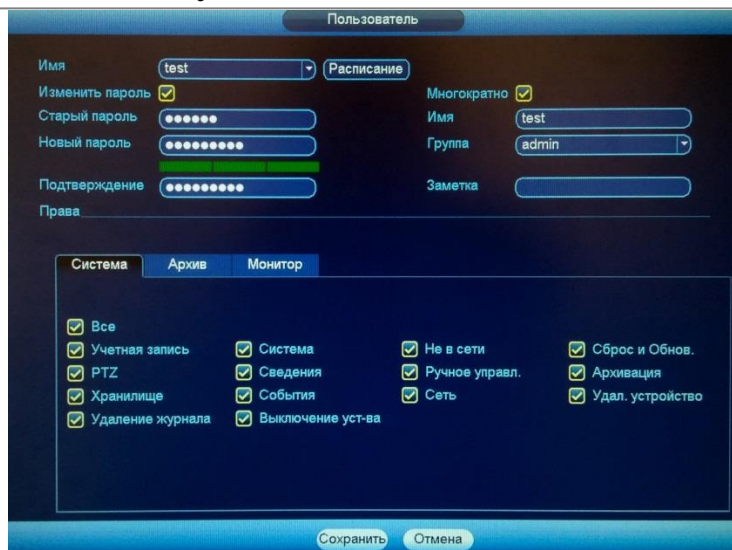 Пользователь
Имя test Расписание
Изменить пароль Многократно
Старый пароль ●●●●●● Имя test
Новый пароль ●●●●●●●●● Группа admin
Подтверждение ●●●●●●●●● Заметка
Права
Система Архив Монитор
Все
Учетная запись Система Не в сети Сброс и Обнов.
PTZ Сведения Ручное управл. Архивация
Хранилище События Сеть Удал. устройство
Удаление журнала Выключение уст-ва
Сохранить Отмена